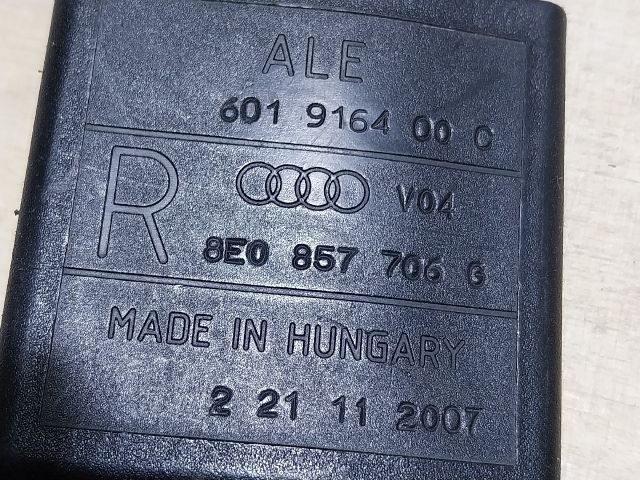 ALE
601 9164 00 C
R
V04
8E0 857 706 G
MADE IN HUNGARY
2 21 11 2007